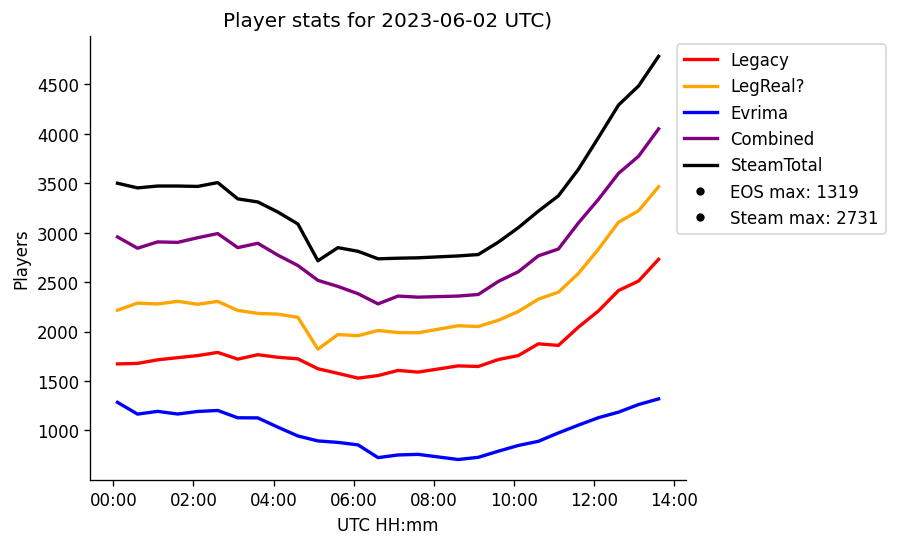 Player stats for 2023-06-02 UTC)
Legacy
LegReal?
Evrima
Combined
SteamTotal
EOS max: 1319
Steam max: 2731
Players
4500
4000
3500
3000
2500
2000
1500
1000
00:00 02:00 04:00 06:00 08:00 10:00 12:00 14:00
UTC HH:mm